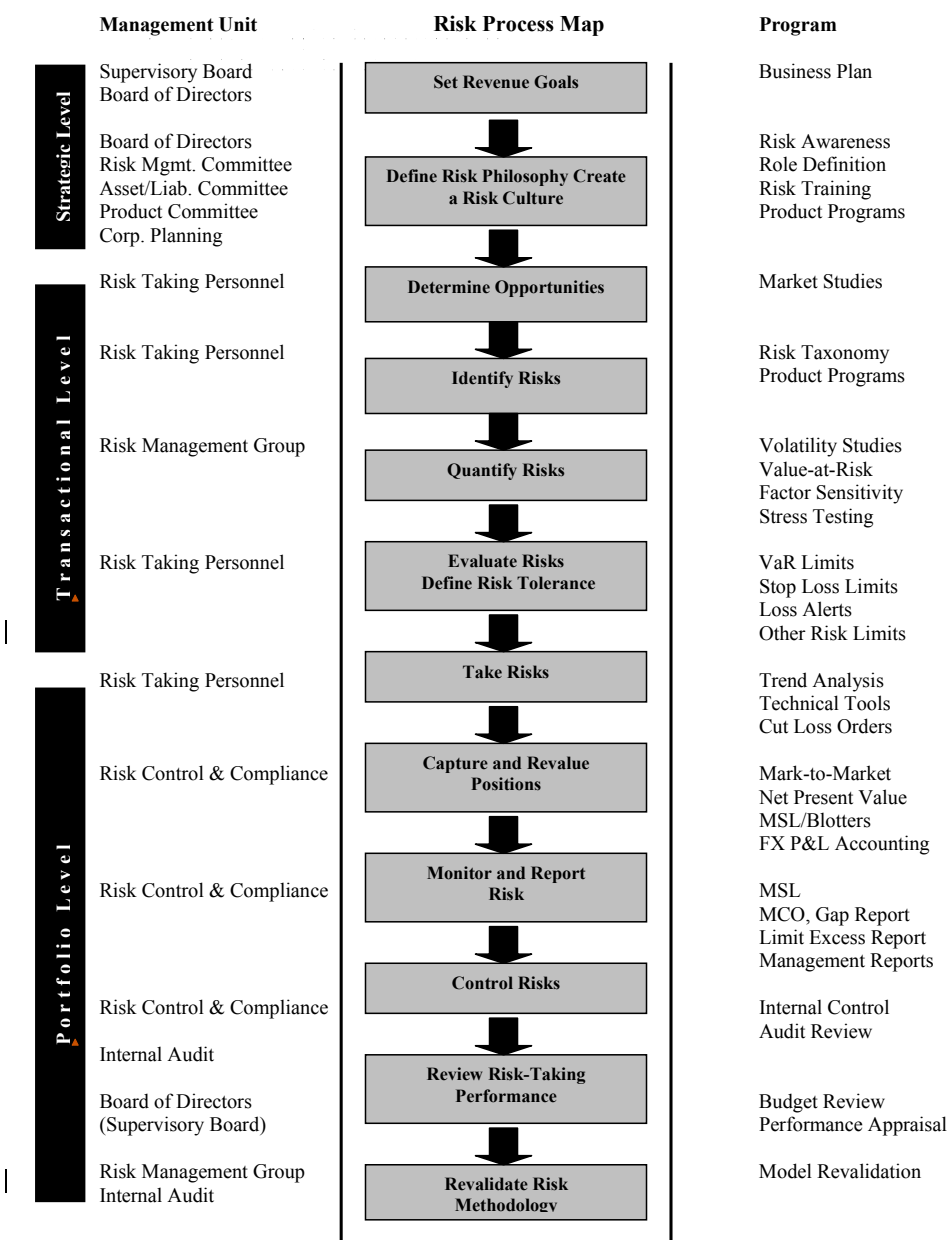 Management Unit Risk Process Map Program
Strategic Level
Supervisory Board Set Revenue Goals Business Plan
Board of Directors
Board of Directors Risk Awareness
Risk Mgmt. Committee Define Risk Philosophy Create Role Definition
Asset/Liab. Committee a Risk Culture Risk Training
Product Committee Product Programs
Corp. Planning
Transactional Level
Risk Taking Personnel Determine Opportunities Market Studies
Risk Taking Personnel Identify Risks Risk Taxonomy
Product Programs
Risk Management Group Quantify Risks Volatility Studies
Value-at-Risk
Factor Sensitivity
Stress Testing
Risk Taking Personnel Evaluate Risks VaR Limits
Define Risk Tolerance Stop Loss Limits
Loss Alerts
Other Risk Limits
Portfolio Level
Risk Taking Personnel Take Risks Trend Analysis
Technical Tools
Cut Loss Orders
Risk Control & Compliance Capture and Revalue Mark-to-Market
Positions Net Present Value
MSL/Blotters
FX P&L Accounting
Risk Control & Compliance Monitor and Report MSL
Risk MCO, Gap Report
Limit Excess Report
Management Reports
Risk Control & Compliance Control Risks Internal Control
Audit Review
Internal Audit
Board of Directors Review Risk-Taking Budget Review
(Supervisory Board) Performance Performance Appraisal
Risk Management Group Revalidate Risk Model Revalidation
Internal Audit Methodology